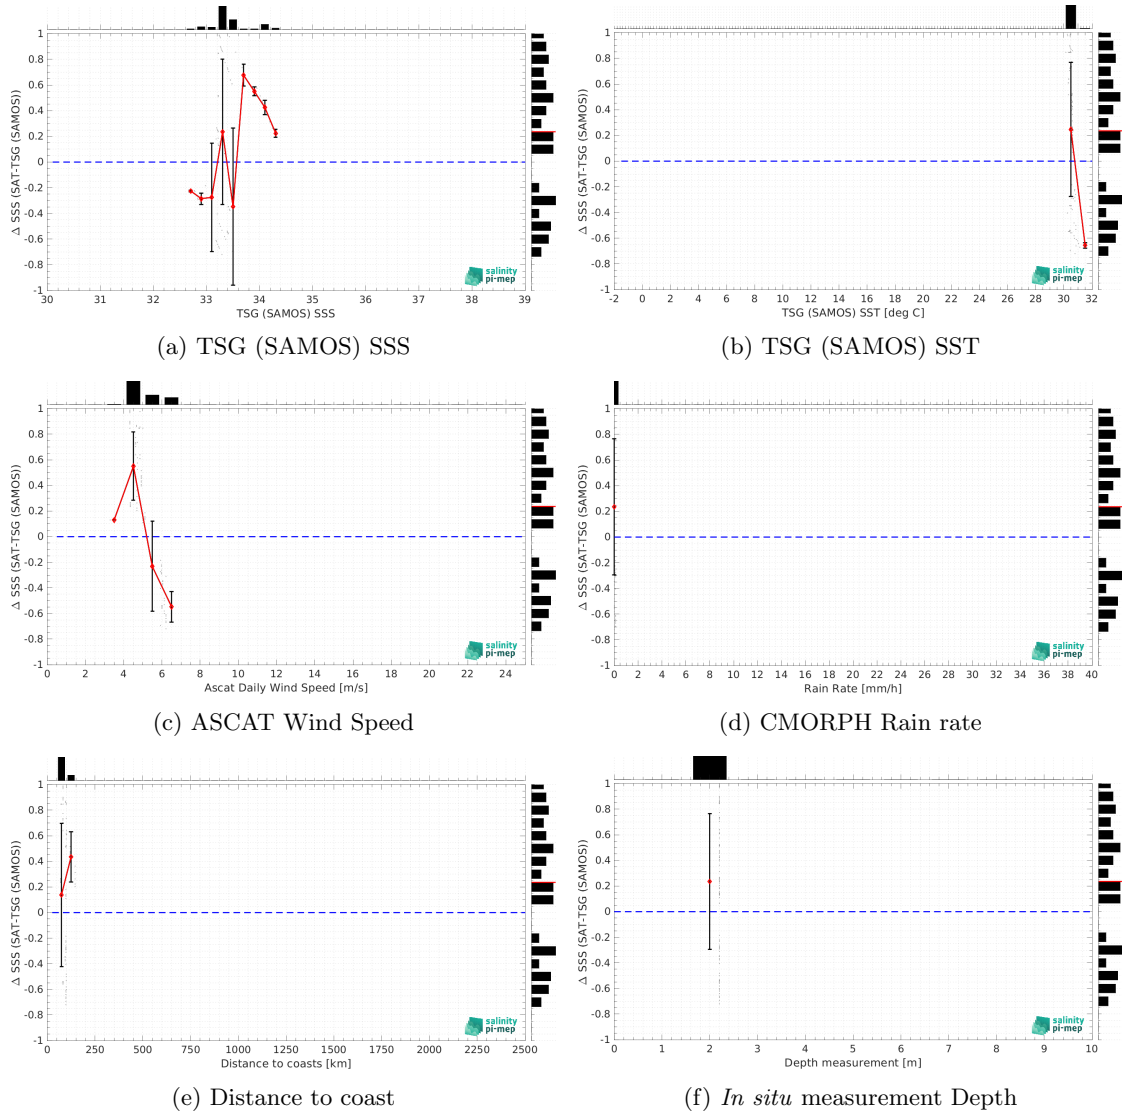 1
0.8
0.6
0.4
0.2
0
-0.2
-0.4
-0.6
-0.8
-1
Δ SSS (SAT-TSG (SAMOS))
salinity
pi-mep
30 31 32 33 34 35 36 37 38 39
TSG (SAMOS) SSS
(a) TSG (SAMOS) SSS
1
0.8
0.6
0.4
0.2
0
-0.2
-0.4
-0.6
-0.8
-1
Δ SSS (SAT-TSG (SAMOS))
salinity
pi-mep
-2 0 2 4 6 8 10 12 14 16 18 20 22 24 26 28 30 32
TSG (SAMOS) SST [deg C]
(b) TSG (SAMOS) SST
1
0.8
0.6
0.4
0.2
0
-0.2
-0.4
-0.6
-0.8
-1
Δ SSS (SAT-TSG (SAMOS))
salinity
pi-mep
0 2 4 6 8 10 12 14 16 18 20 22 24
Ascat Daily Wind Speed [m/s]
(c) ASCAT Wind Speed
1
0.8
0.6
0.4
0.2
0
-0.2
-0.4
-0.6
-0.8
-1
Δ SSS (SAT-TSG (SAMOS))
salinity
pi-mep
0 2 4 6 8 10 12 14 16 18 20 22 24 26 28 30 32 34 36 38 40
Rain Rate [mm/h]
(d) CMORPH Rain rate
1
0.8
0.6
0.4
0.2
0
-0.2
-0.4
-0.6
-0.8
-1
Δ SSS (SAT-TSG (SAMOS))
salinity
pi-mep
0 250 500 750 1000 1250 1500 1750 2000 2250 2500
Distance to coasts [km]
(e) Distance to coast
1
0.8
0.6
0.4
0.2
0
-0.2
-0.4
-0.6
-0.8
-1
Δ SSS (SAT-TSG (SAMOS))
salinity
pi-mep
0 1 2 3 4 5 6 7 8 9 10
Depth measurement [m]
(f) In situ measurement Depth